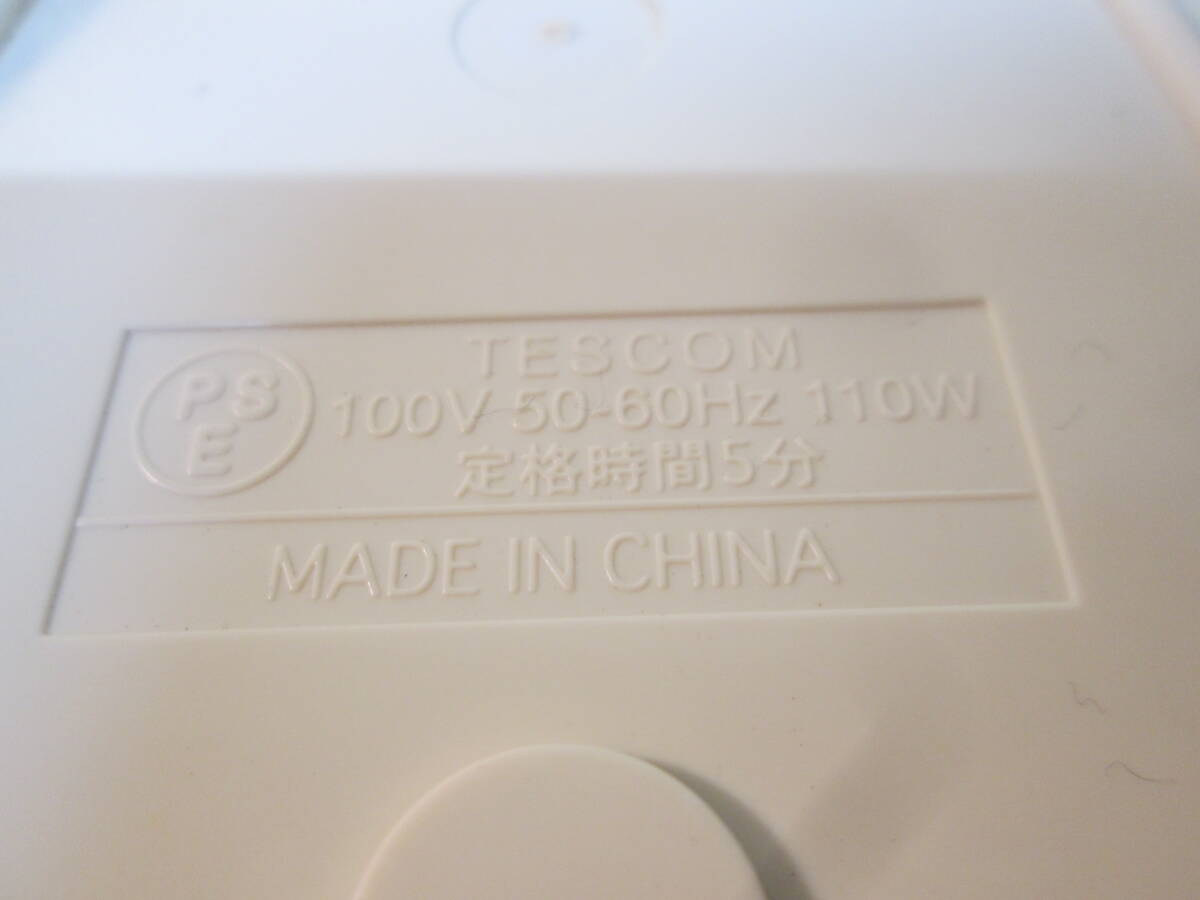 TESCOM
PS
E
100V 50-60Hz 110W
定格時間5分
MADE IN CHINA